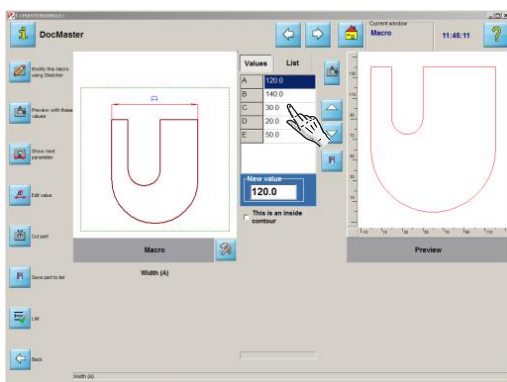 DocMaster
Current window
Macro
11:45:11
Modify this macro
using Sketcher
Preview with these
values
Show next
parameter
Edit value
Cut part
Save part to list
List
Back
Values
List
A 120.0
B 140.0
C 30.0
D 20.0
E 50.0
New value
120.0
This is an inside
contour
Macro
Width (A)
Preview
Width (A)